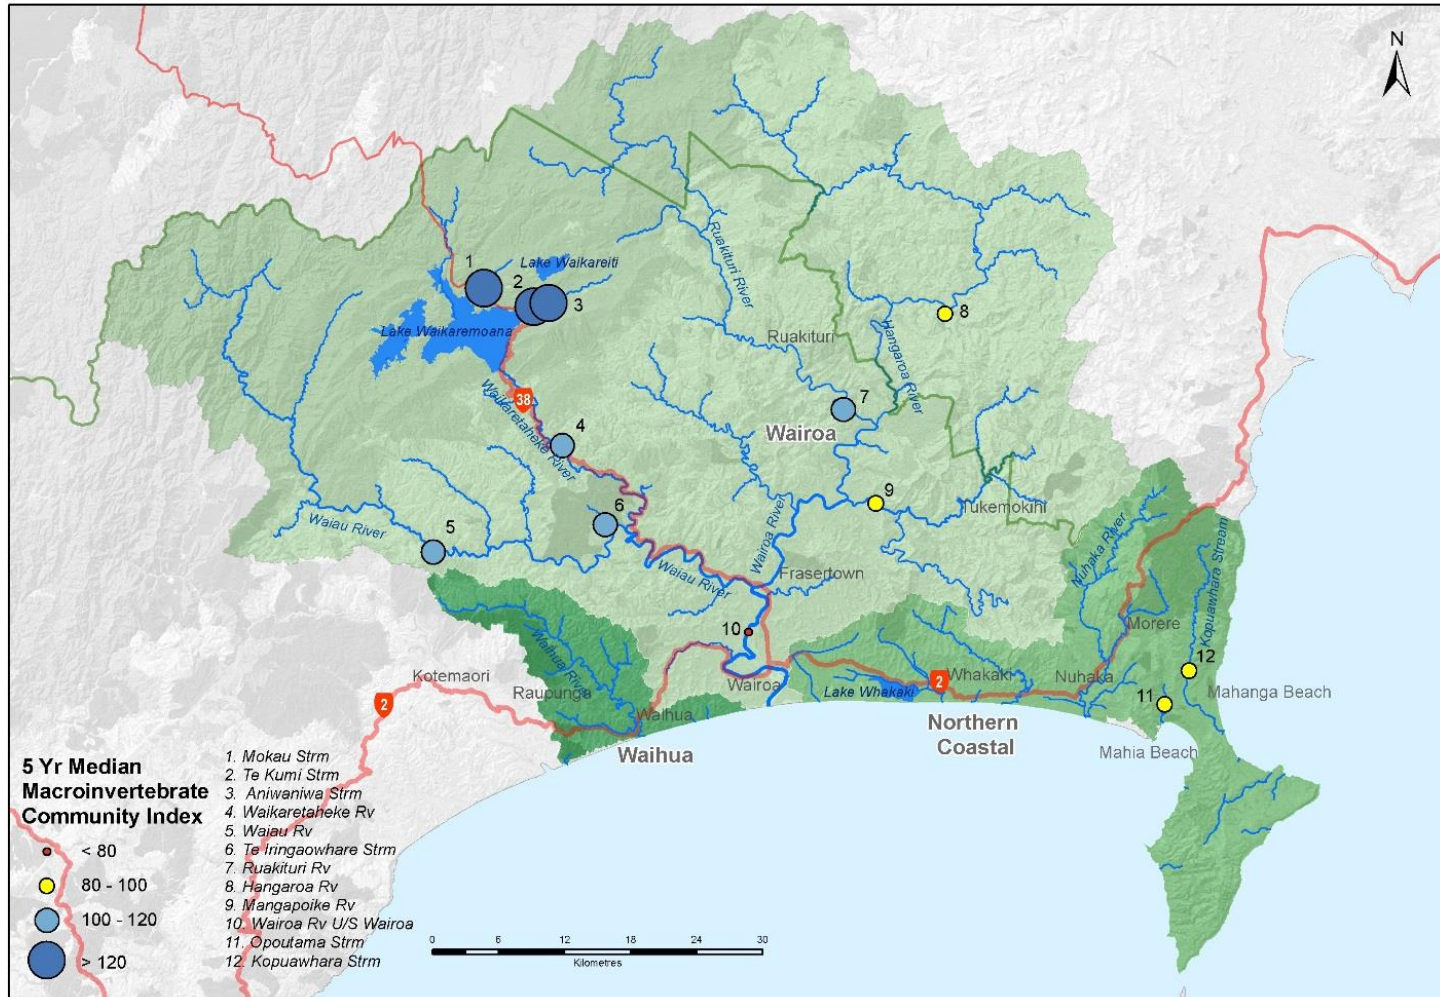 N
1
Lake Waikareiti
2
3
Lake Waikaremoana
Ruakituri River
8
Ruakituri
Hangaroa River
38
Waikaretaheke River
7
Wairoa
4
9
Tukemokihi
6
Waiau River
5
Wairoa River
Nuhaka River
Waiau River
Frasertown
Kopuawhara Stream
Morere
10
Waihua River
12
Kotemaori
Raupunga
Wairoa
Lake Whakaki
2
Whakaki
Nuhaka
Mahanga Beach
2
Waihua
11
Northern
Coastal
Mahia Beach
Waihua
5 Yr Median
Macroinvertebrate
Community Index
< 80
80 - 100
100 - 120
> 120
1. Mokau Strm
2. Te Kumi Strm
3. Aniwaniwa Strm
4. Waikaretaheke Rv
5. Waiau Rv
6. Te Iringaowhare Strm
7. Ruakituri Rv
8. Hangaroa Rv
9. Mangapoike Rv
10. Wairoa Rv U/S Wairoa
11. Opoutama Strm
12. Kopuawhara Strm
0 6 12 18 24 30
Kilometres